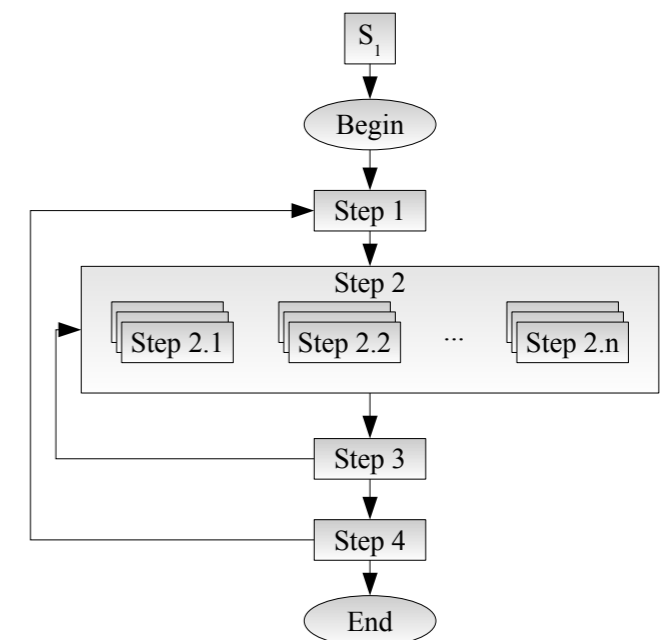 S1
Begin
Step 1
Step 2
Step 2.1 Step 2.2 ... Step 2.n
Step 3
Step 4
End